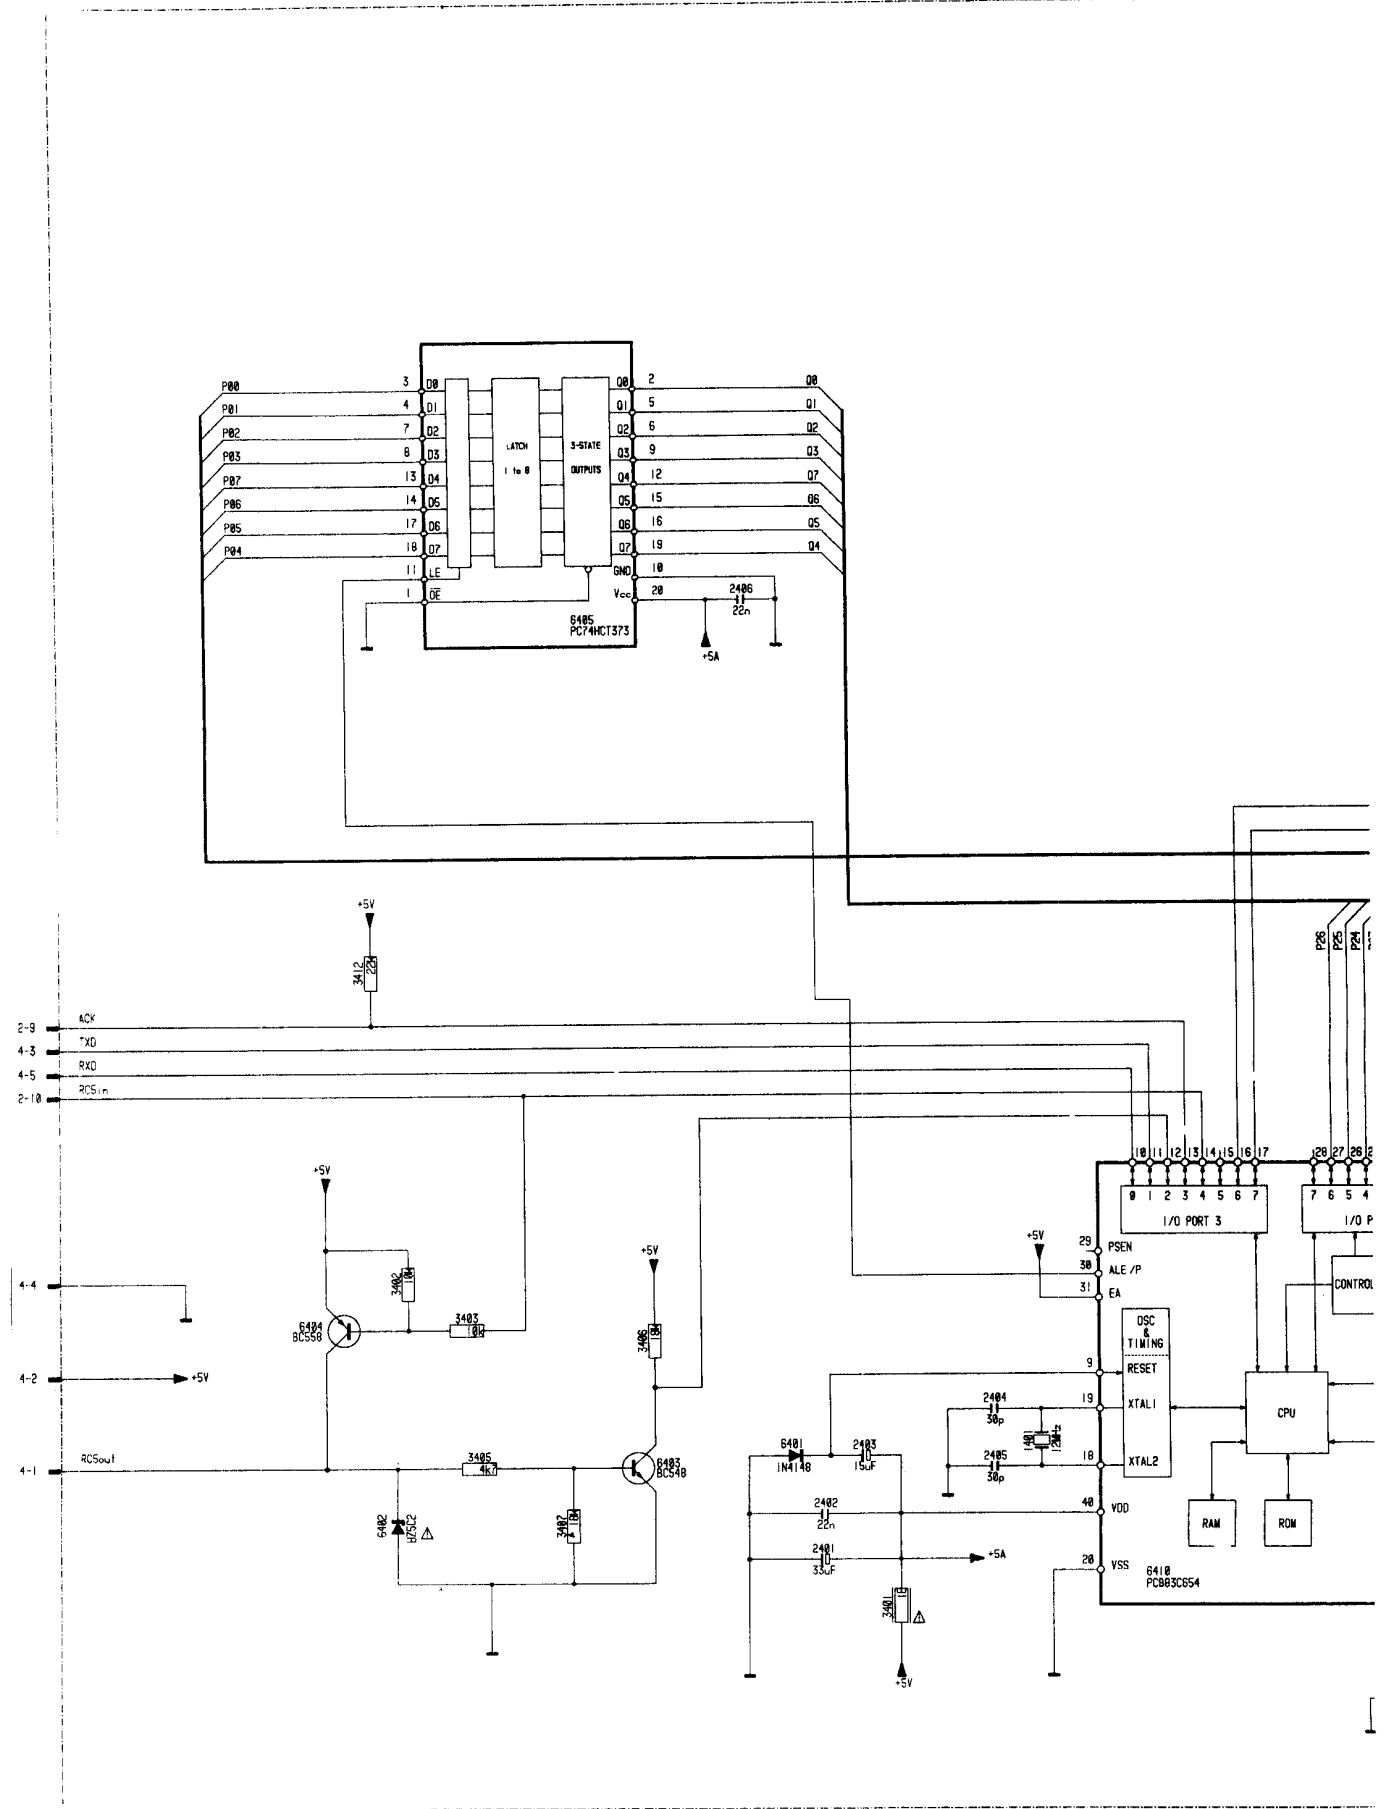 P00 3 D0 Q0 2 Q0
P01 4 D1 Q1 5 Q1
P02 7 D2 Q2 6 Q2
P03 8 D3 Q3 9 Q3
P07 13 D4 Q4 12 Q7
P06 14 D5 Q5 15 Q6
P05 17 D6 Q6 16 Q5
P04 18 D7 Q7 19 Q4
LATCH
1 to 8
3-STATE
OUTPUTS
11 LE GND 10
1 OE Vcc 20
2406
22n
6405
PC74HCT373
+5A
+5V
3412
22k
P26
P25
P24
2-9 ACK
4-3 TXD
4-5 RXD
2-10 RC5in
10 11 12 13 14 15 16 17
28 27 26
0 1 2 3 4 5 6 7
7 6 5 4
I/O PORT 3
I/O P
+5V
+5V
+5V
29 PSEN
30 ALE/P
31 EA
CONTROL
4-4
3402
6404
BC558
3403
10k
3406
OSC
&
TIMING
4-2 +5V
9 RESET
19 XTAL1
18 XTAL2
CPU
2404
30p
1401
12MHz
2405
30p
6401
1N4148
2403
15uF
4-1 RC5out
3405
4k7
6403
BC548
6402
3407
2402
22n
40 VDD
RAM
ROM
2401
33uF
+5A
20 VSS
6410
PCB83C654
3401
+5V